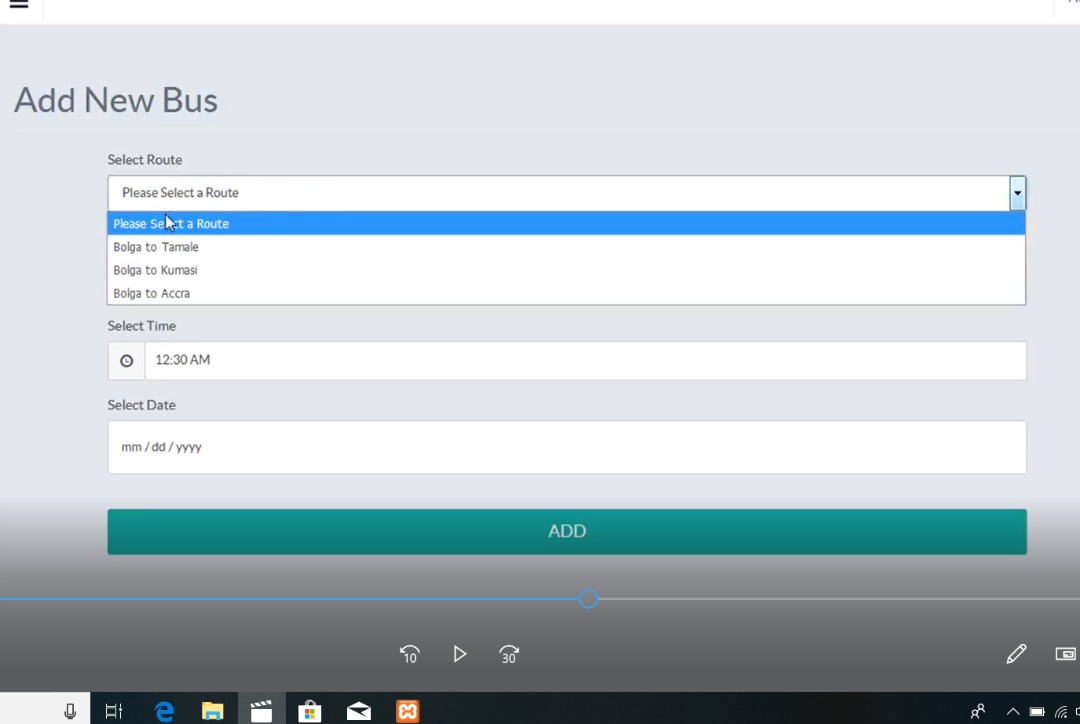 Add New Bus
Select Route
Please Select a Route
Please Select a Route
Bolga to Tamale
Bolga to Kumasi
Bolga to Accra
Select Time
12:30 AM
Select Date
mm / dd / yyyy
ADD
10
30